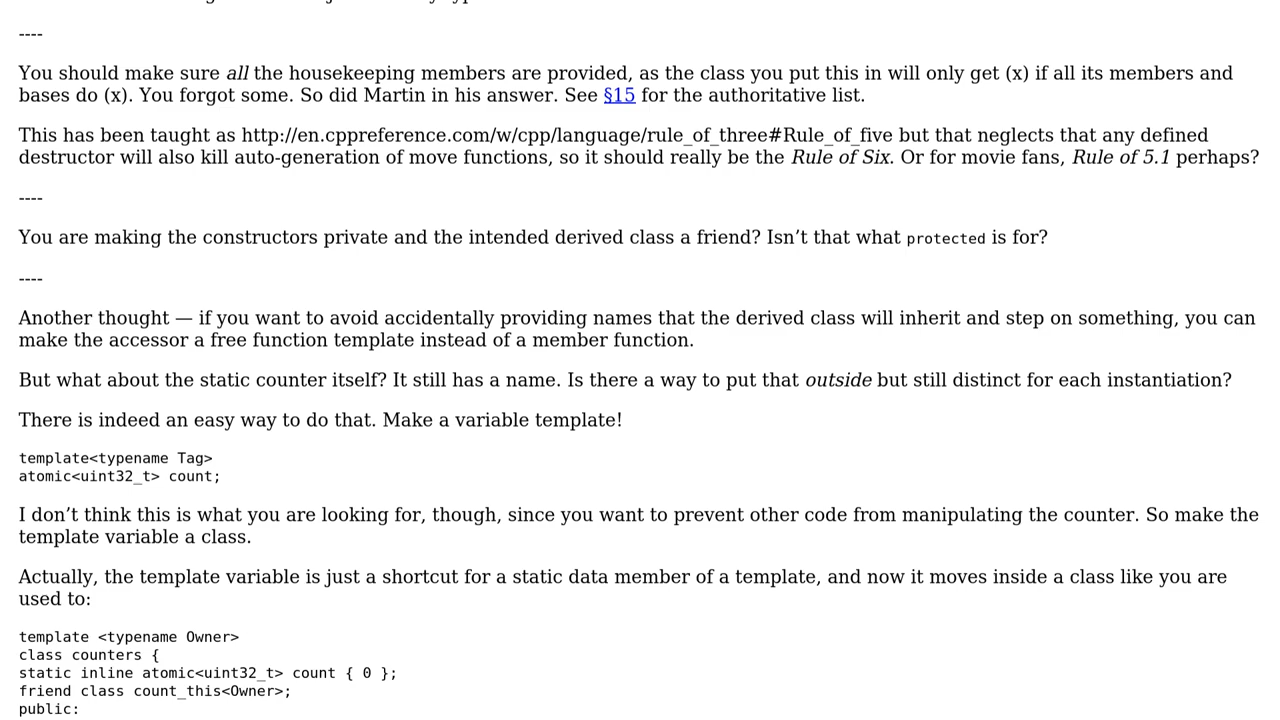 ----
You should make sure all the housekeeping members are provided, as the class you put this in will only get (x) if all its members and
bases do (x). You forgot some. So did Martin in his answer. See §15 for the authoritative list.
This has been taught as http://en.cppreference.com/w/cpp/language/rule_of_three#Rule_of_five but that neglects that any defined
destructor will also kill auto-generation of move functions, so it should really be the Rule of Six. Or for movie fans, Rule of 5.1 perhaps?
----
You are making the constructors private and the intended derived class a friend? Isn’t that what protected is for?
----
Another thought — if you want to avoid accidentally providing names that the derived class will inherit and step on something, you can
make the accessor a free function template instead of a member function.
But what about the static counter itself? It still has a name. Is there a way to put that outside but still distinct for each instantiation?
There is indeed an easy way to do that. Make a variable template!
template<typename Tag>
atomic<uint32_t> count;
I don’t think this is what you are looking for, though, since you want to prevent other code from manipulating the counter. So make the
template variable a class.
Actually, the template variable is just a shortcut for a static data member of a template, and now it moves inside a class like you are
used to:
template <typename Owner>
class counters {
static inline atomic<uint32_t> count { 0 };
friend class count_this<Owner>;
public: